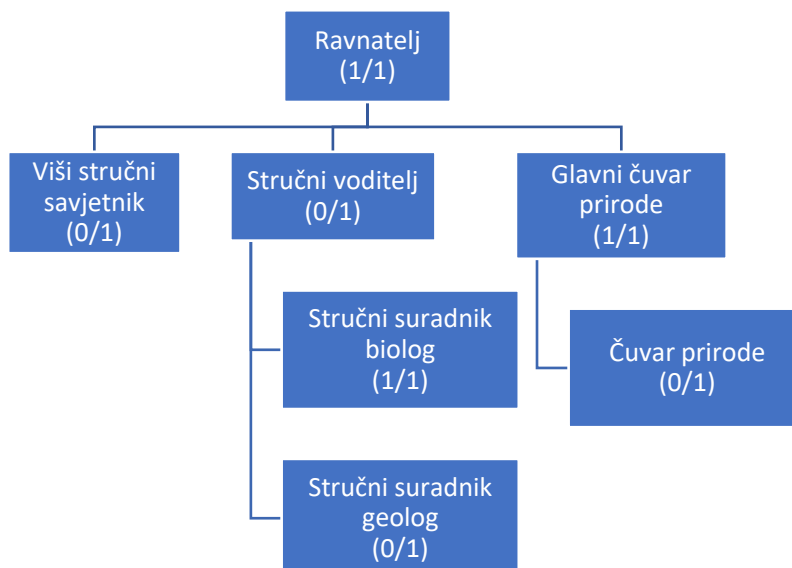 Ravnatelj
(1/1)
Viši stručni
savjetnik
(0/1)
Stručni voditelj
(0/1)
Glavni čuvar
prirode
(1/1)
Stručni suradnik
biolog
(1/1)
Čuvar prirode
(0/1)
Stručni suradnik
geolog
(0/1)